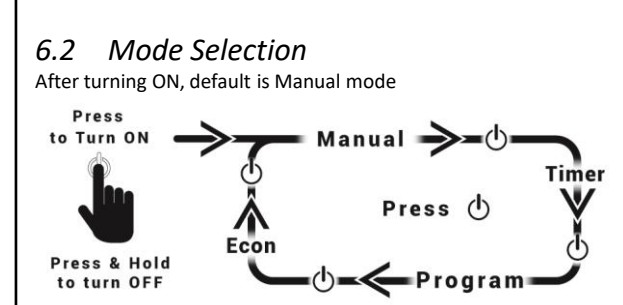 6.2 Mode Selection
After turning ON, default is Manual mode
Press
to Turn ON
Manual
Timer
Press
Econ
Program
Press & Hold
to turn OFF